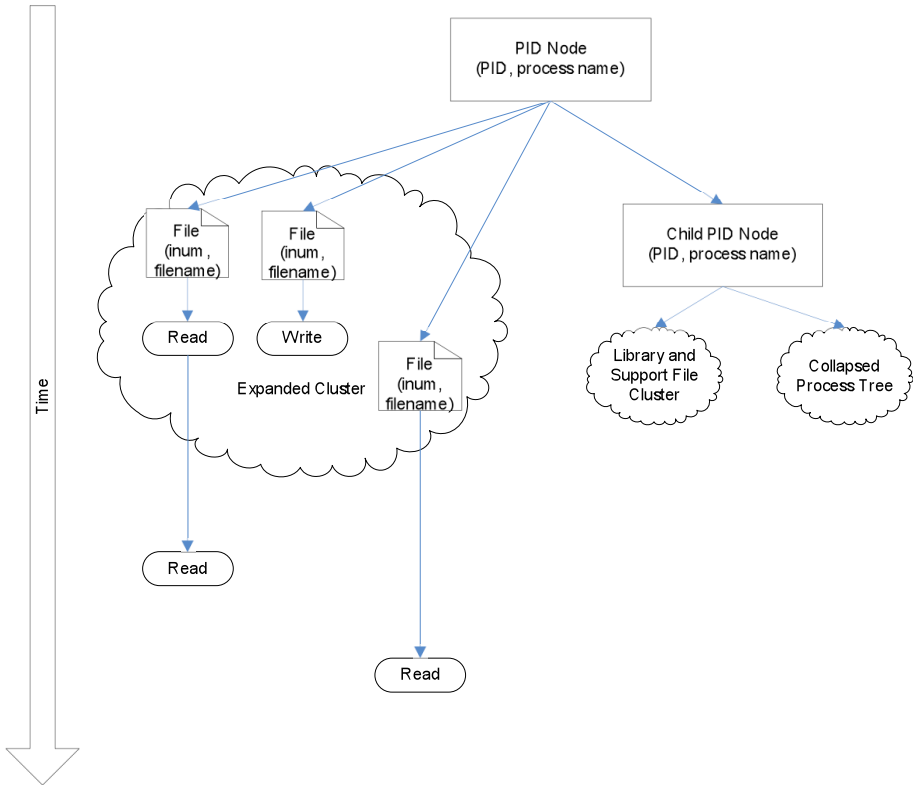 PID Node
(PID, process name)
File
(inum,
filename)
File
(inum,
filename)
Child PID Node
(PID, process name)
Read
Write
Library and
Support File
Cluster
Collapsed
Process Tree
Expanded Cluster
File
(inum,
filename)
Time
Read
Read